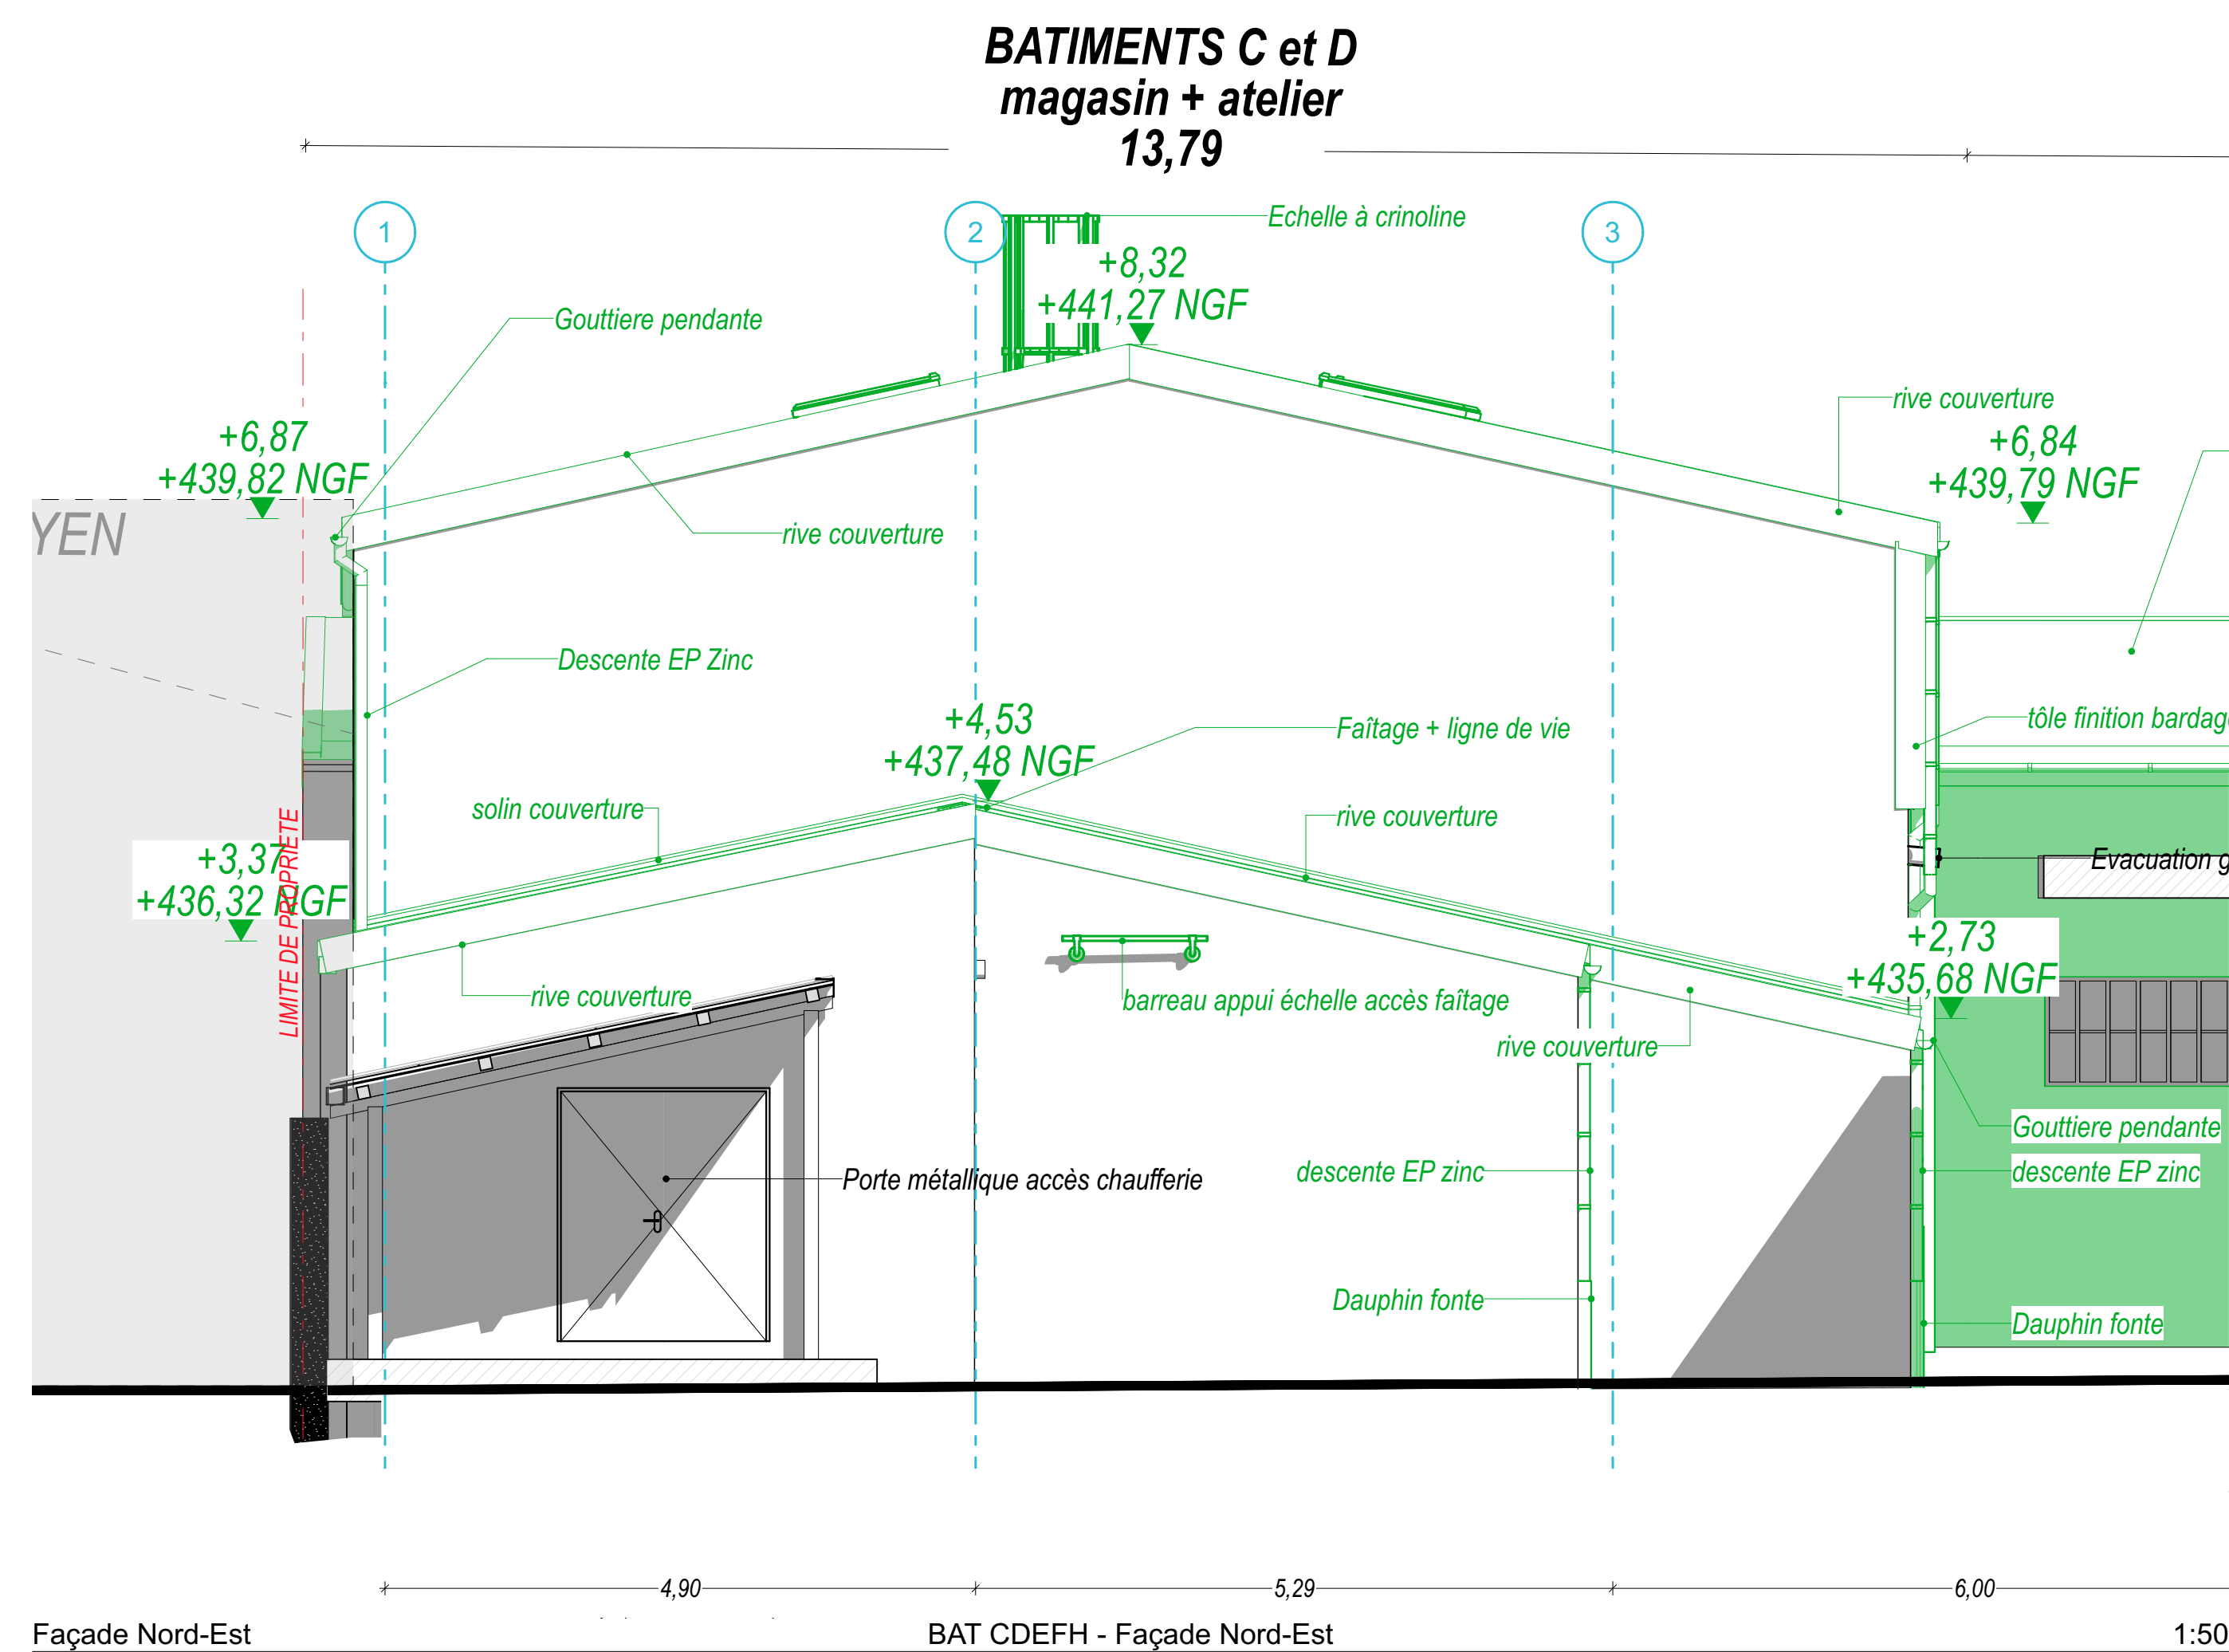 BATIMENTS C et D
magasin + atelier
13,79
1
2
3
Echelle à crinoline
+8,32
+441,27 NGF
Gouttiere pendante
rive couverture
+6,87
+439,82 NGF
+6,84
+439,79 NGF
YEN
rive couverture
Descente EP Zinc
+4,53
+437,48 NGF
Faîtage + ligne de vie
tôle finition bardag
solin couverture
rive couverture
+3,37
+436,32 NGF
LIMITE DE PROPRIETE
Evacuation g
+2,73
+435,68 NGF
rive couverture
barreau appui échelle accès faîtage
rive couverture
Gouttiere pendante
Porte métallique accès chaufferie
descente EP zinc
descente EP zinc
Dauphin fonte
Dauphin fonte
4,90
5,29
6,00
Façade Nord-Est
BAT CDEFH - Façade Nord-Est
1:50